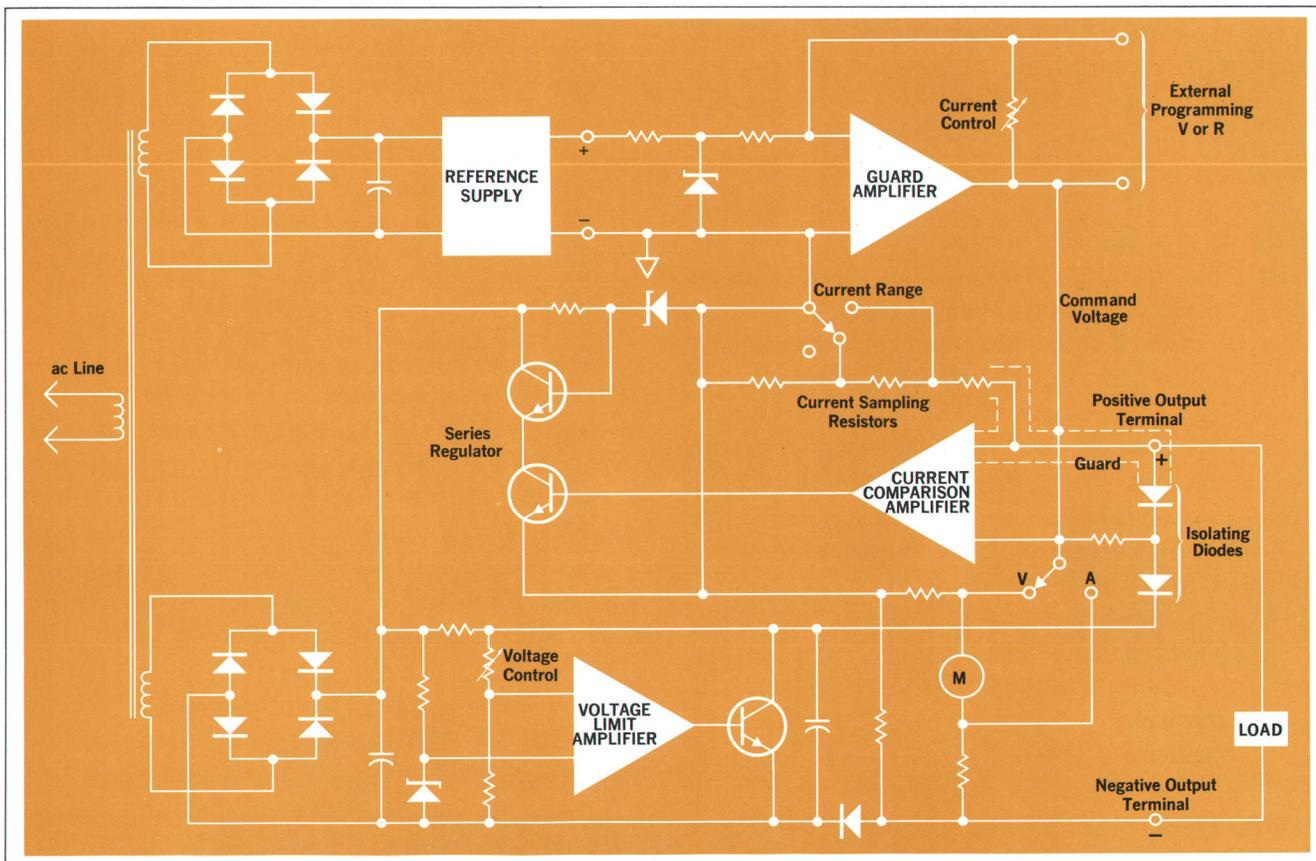 External
Programming
V or R
Current
Control
REFERENCE
SUPPLY
+
−
GUARD
AMPLIFIER
Current Range
Command
Voltage
ac Line
Current Sampling
Resistors
Positive Output
Terminal
+
Series
Regulator
Guard
CURRENT
COMPARISON
AMPLIFIER
Isolating
Diodes
V
A
Voltage
Control
VOLTAGE
LIMIT
AMPLIFIER
M
LOAD
Negative Output
Terminal
−